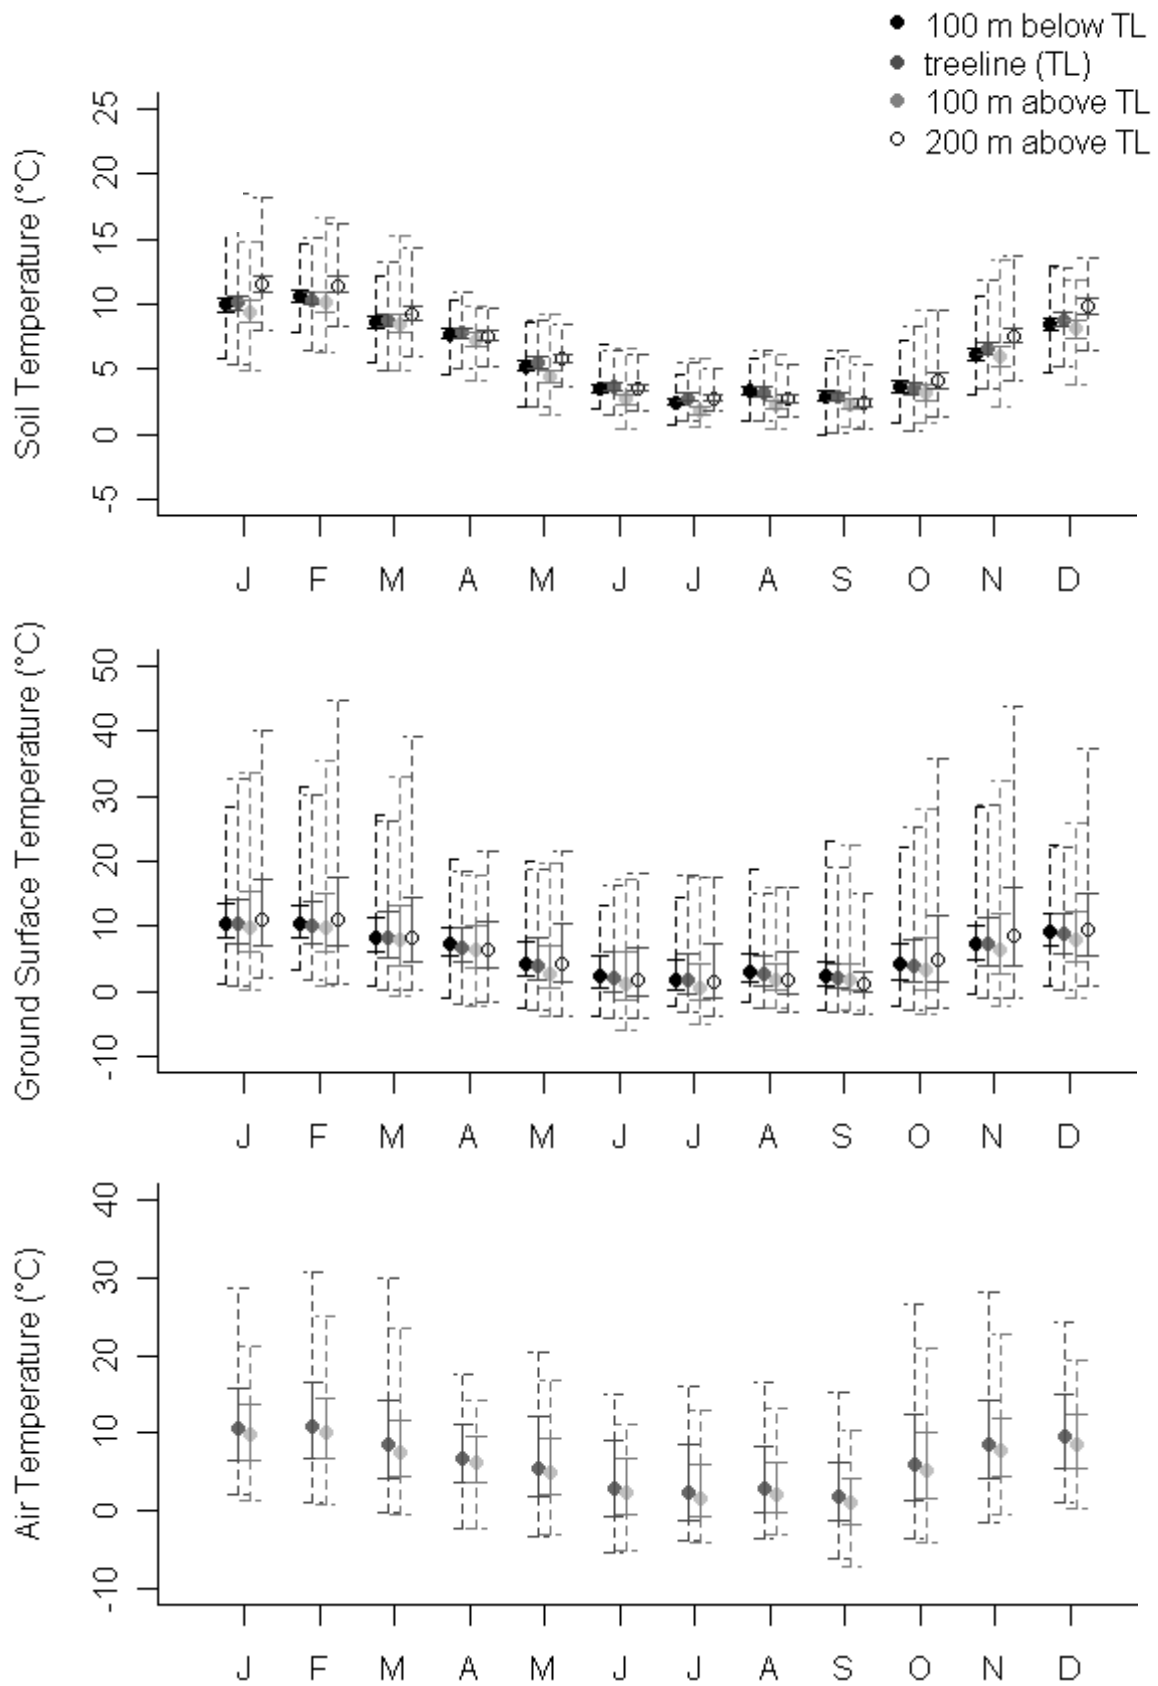 100 m below TL
treeline (TL)
100 m above TL
200 m above TL
Soil Temperature (°C)
25
20
15
10
5
0
-5
J F M A M J J A S O N D
Ground Surface Temperature (°C)
50
40
30
20
10
0
-10
J F M A M J J A S O N D
Air Temperature (°C)
40
30
20
10
0
-10
J F M A M J J A S O N D